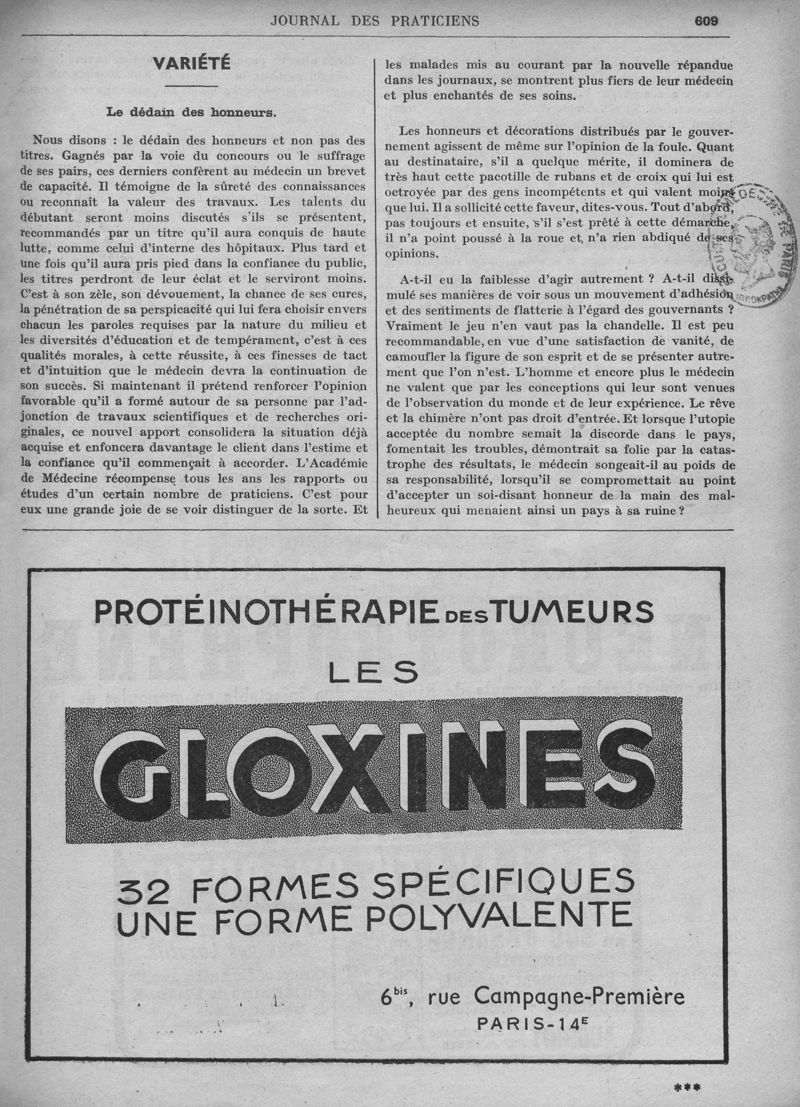 JOURNAL DES PRATICIENS 609
VARIÉTÉ
Le dédain des honneurs.
Nous disons : le dédain des honneurs et non pas des
titres. Gagnés par la voie du concours ou le suffrage
de ses pairs, ces derniers confèrent au médecin un brevet
de capacité. Il témoigne de la sûreté des connaissances
ou reconnaît la valeur des travaux. Les talents du
débutant seront moins discutés s'ils se présentent,
recommandés par un titre qu'il aura conquis de haute
lutte, comme celui d'interne des hôpitaux. Plus tard et
une fois qu'il aura pris pied dans la confiance du public,
les titres perdront de leur éclat et le serviront moins.
C'est à son zèle, son dévouement, la chance de ses cures,
la pénétration de sa perspicacité qui lui fera choisir envers
chacun les paroles requises par la nature du milieu et
les diversités d'éducation et de tempérament, c'est à ces
qualités morales, à cette réussite, à ces finesses de tact
et d'intuition que le médecin devra la continuation de
son succès. Si maintenant il prétend renforcer l'opinion
favorable qu'il a formé autour de sa personne par l'ad-
jonction de travaux scientifiques et de recherches ori-
ginales, ce nouvel apport consolidera la situation déjà
acquise et enfoncera davantage le client dans l'estime et
la confiance qu'il commençait à accorder. L'Académie
de Médecine récompense tous les ans les rapports ou
études d'un certain nombre de praticiens. C'est pour
eux une grande joie de se voir distinguer de la sorte. Et
les malades mis au courant par la nouvelle répandue
dans les journaux, se montrent plus fiers de leur médecin
et plus enchantés de ses soins.
Les honneurs et décorations distribués par le gouver-
nement agissent de même sur l'opinion de la foule. Quant
au destinataire, s'il a quelque mérite, il dominera de
très haut cette pacotille de rubans et de croix qui lui est
octroyée par des gens incompétents et qui valent moins
que lui. Il a sollicité cette faveur, dites-vous. Tout d'abord,
pas toujours et ensuite, s'il s'est prêté à cette démarche,
il n'a point poussé à la roue et n'a rien abdiqué de ses
opinions.
A-t-il eu la faiblesse d'agir autrement ? A-t-il dissi-
mulé ses manières de voir sous un mouvement d'adhésion
et des sentiments de flatterie à l'égard des gouvernants ?
Vraiment le jeu n'en vaut pas la chandelle. Il est peu
recommandable, en vue d'une satisfaction de vanité, de
camoufler la figure de son esprit et de se présenter autre-
ment que l'on n'est. L'homme et encore plus le médecin
ne valent que par les conceptions qui leur sont venues
de l'observation du monde et de leur expérience. Le rêve
et la chimère n'ont pas droit d'entrée. Et lorsque l'utopie
acceptée du nombre semait la discorde dans le pays,
fomentait les troubles, démontrait sa folie par la catas-
trophe des résultats, le médecin songeait-il au poids de
sa responsabilité, lorsqu'il se compromettait au point
d'accepter un soi-disant honneur de la main des mal-
heureux qui menaient ainsi un pays à sa ruine ?
PROTÉINOTHÉRAPIE DES TUMEURS
LES
GLOXINES
32 FORMES SPÉCIFIQUES
UNE FORME POLYVALENTE
6bis, rue Campagne-Première
PARIS-14E
***